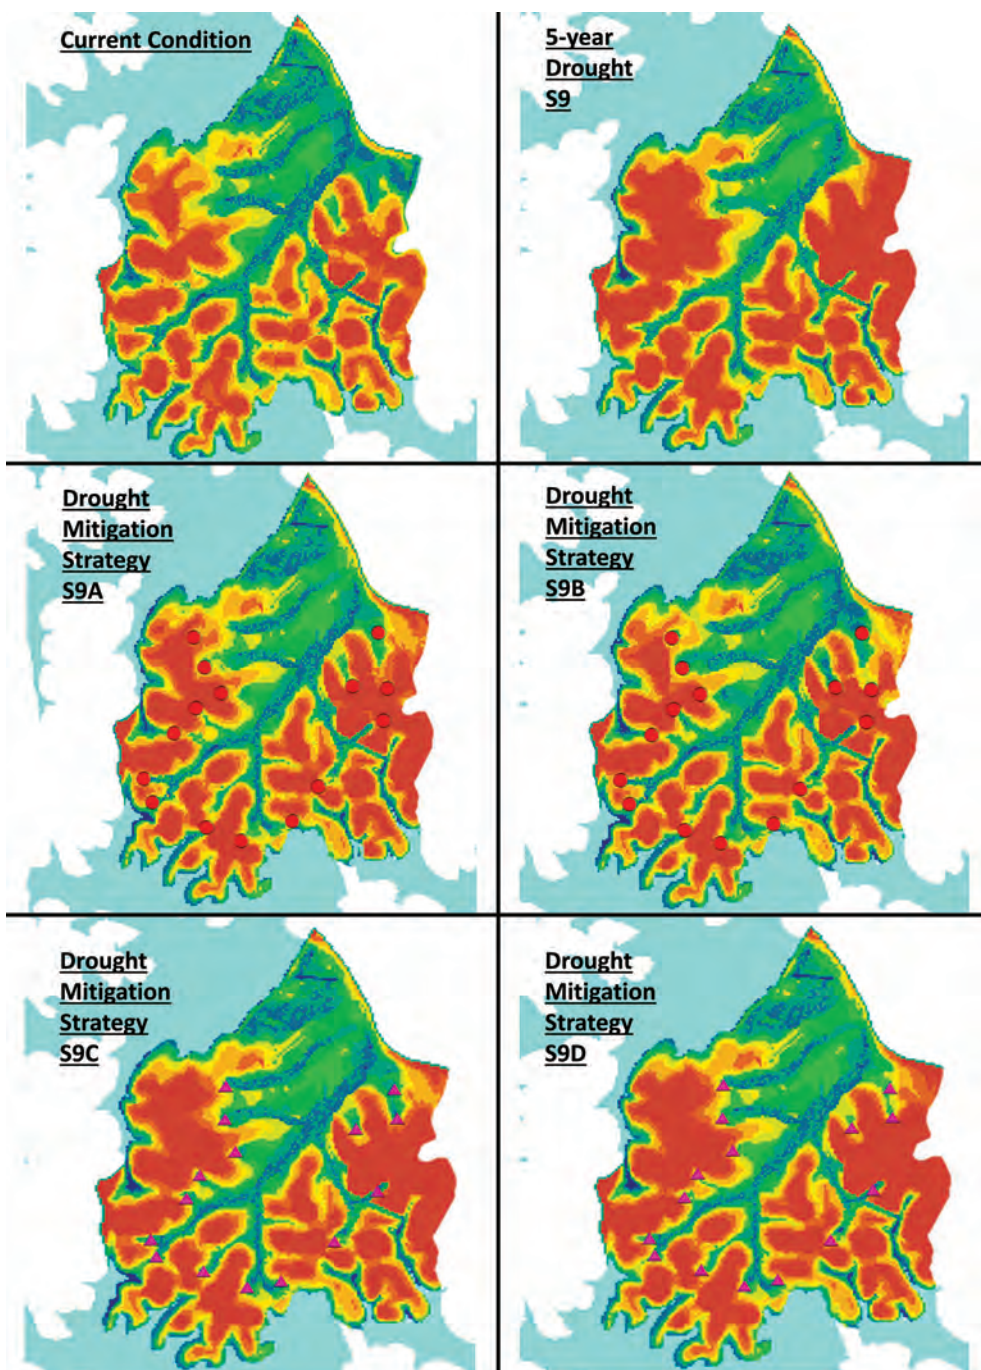 Current Condition
5-year
Drought
S9
Drought
Mitigation
Strategy
S9A
Drought
Mitigation
Strategy
S9B
Drought
Mitigation
Strategy
S9C
Drought
Mitigation
Strategy
S9D